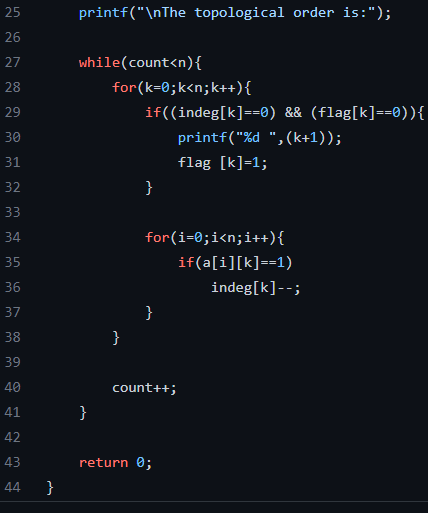 25 printf("\nThe topological order is:");
26
27 while(count<n){
28 for(k=0;k<n;k++){
29 if((indeg[k]==0) && (flag[k]==0)){
30 printf("%d ",(k+1));
31 flag [k]=1;
32 }
33
34 for(i=0;i<n;i++){
35 if(a[i][k]==1)
36 indeg[k]--;
37 }
38 }
39
40 count++;
41 }
42
43 return 0;
44 }